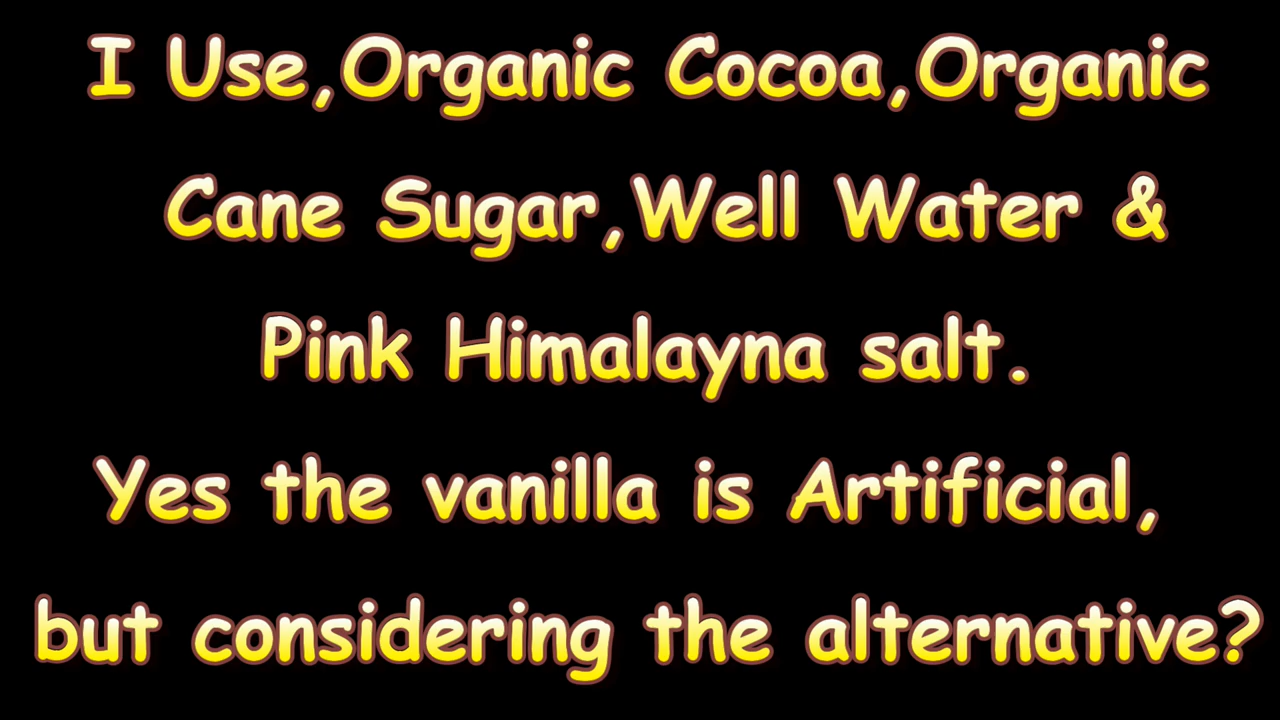 I Use,Organic Cocoa,Organic
Cane Sugar,Well Water &
Pink Himalayna salt.
Yes the vanilla is Artificial,
but considering the alternative?